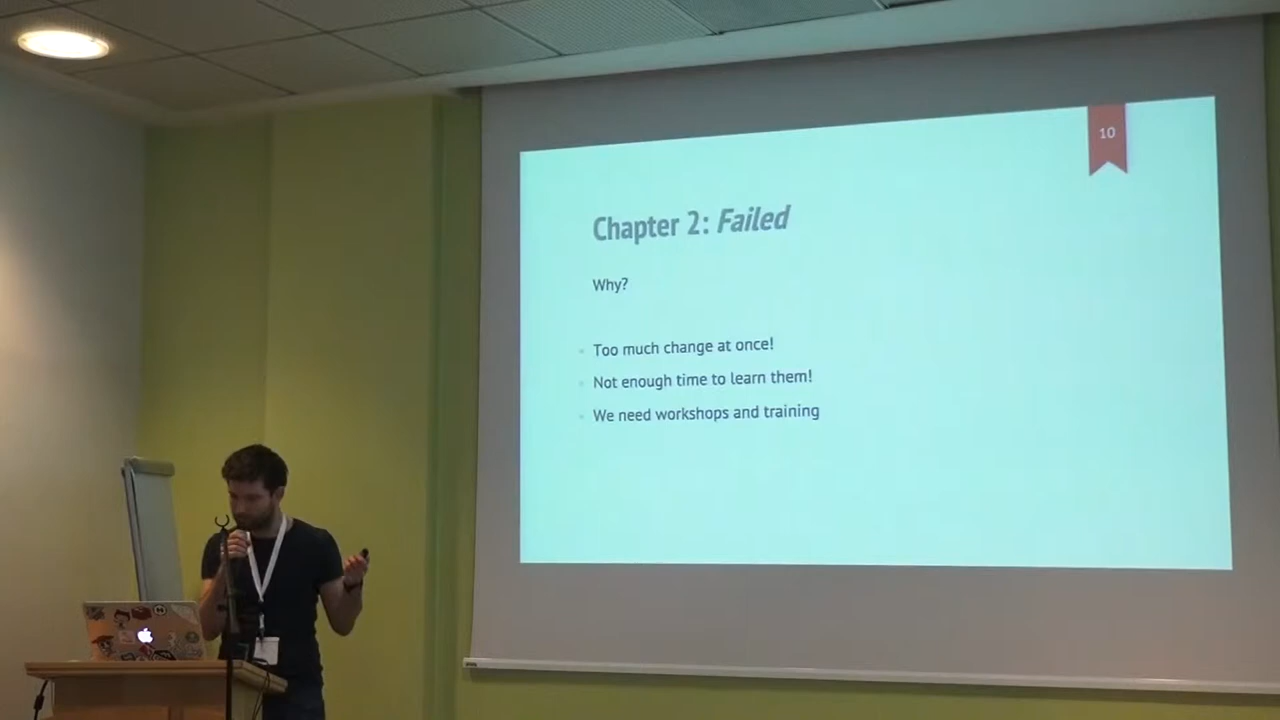 10
Chapter 2: Failed
Why?
Too much change at once!
Not enough time to learn them!
We need workshops and training